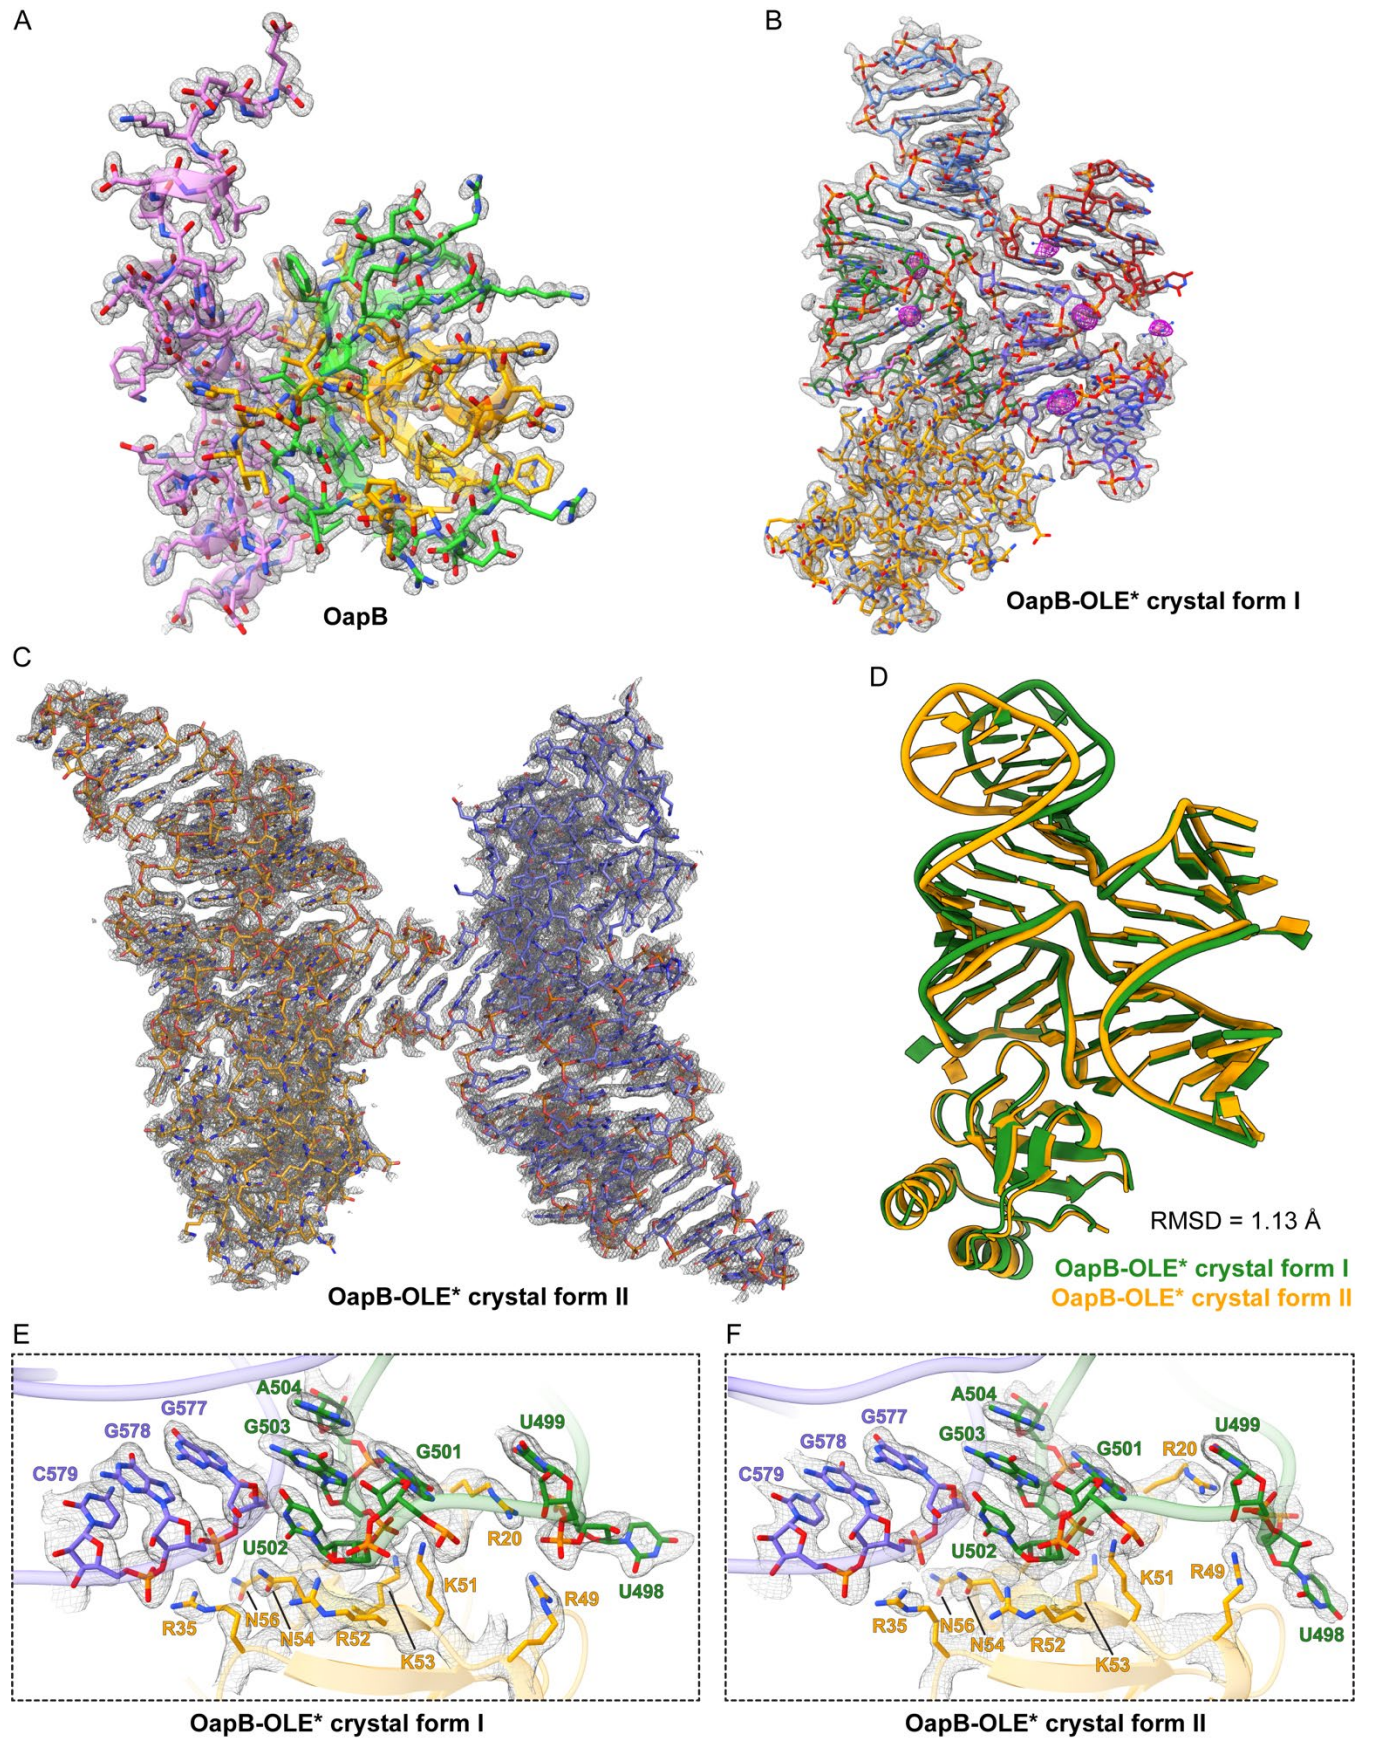 A
B
OapB
OapB-OLE* crystal form I
C
D
OapB-OLE* crystal form II
RMSD = 1.13 Å
OapB-OLE* crystal form I
OapB-OLE* crystal form II
E
F
A504
G577
G503
U499
G578
G501
C579
R20
U502
K51
U498
R49
R35
N56
N54
R52
K53
A504
G577
G503
U499
G578
G501
R20
C579
U502
K51
R49
R35
N56
N54
R52
K53
U498
OapB-OLE* crystal form I
OapB-OLE* crystal form II